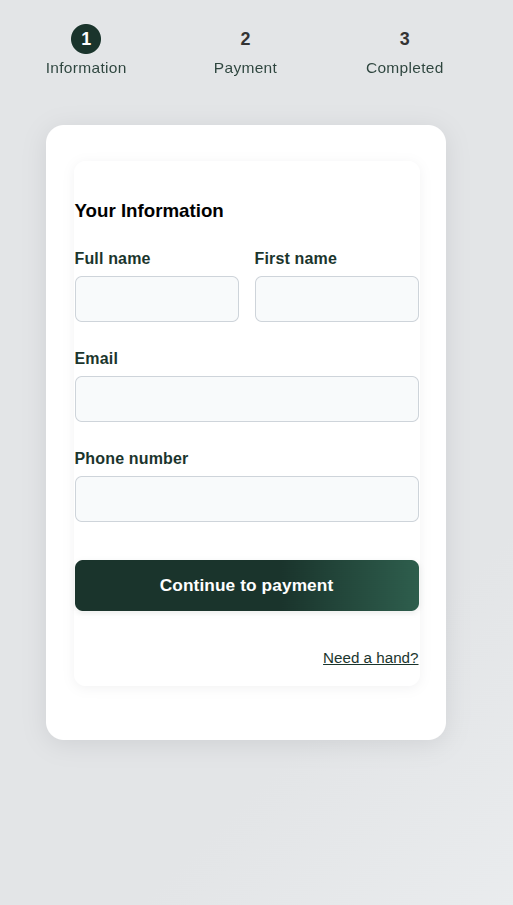 1 2 3
Information Payment Completed
Your Information
Full name First name
Email
Phone number
Continue to payment
Need a hand?